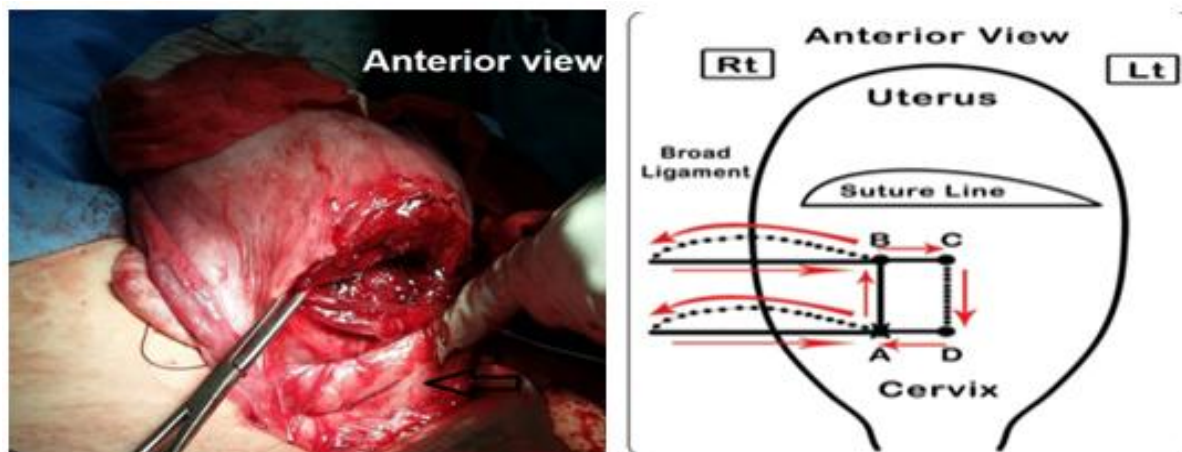 Anterior view
Anterior View
Rt
Lt
Uterus
Broad
Ligament
Suture Line
B
C
A
D
Cervix